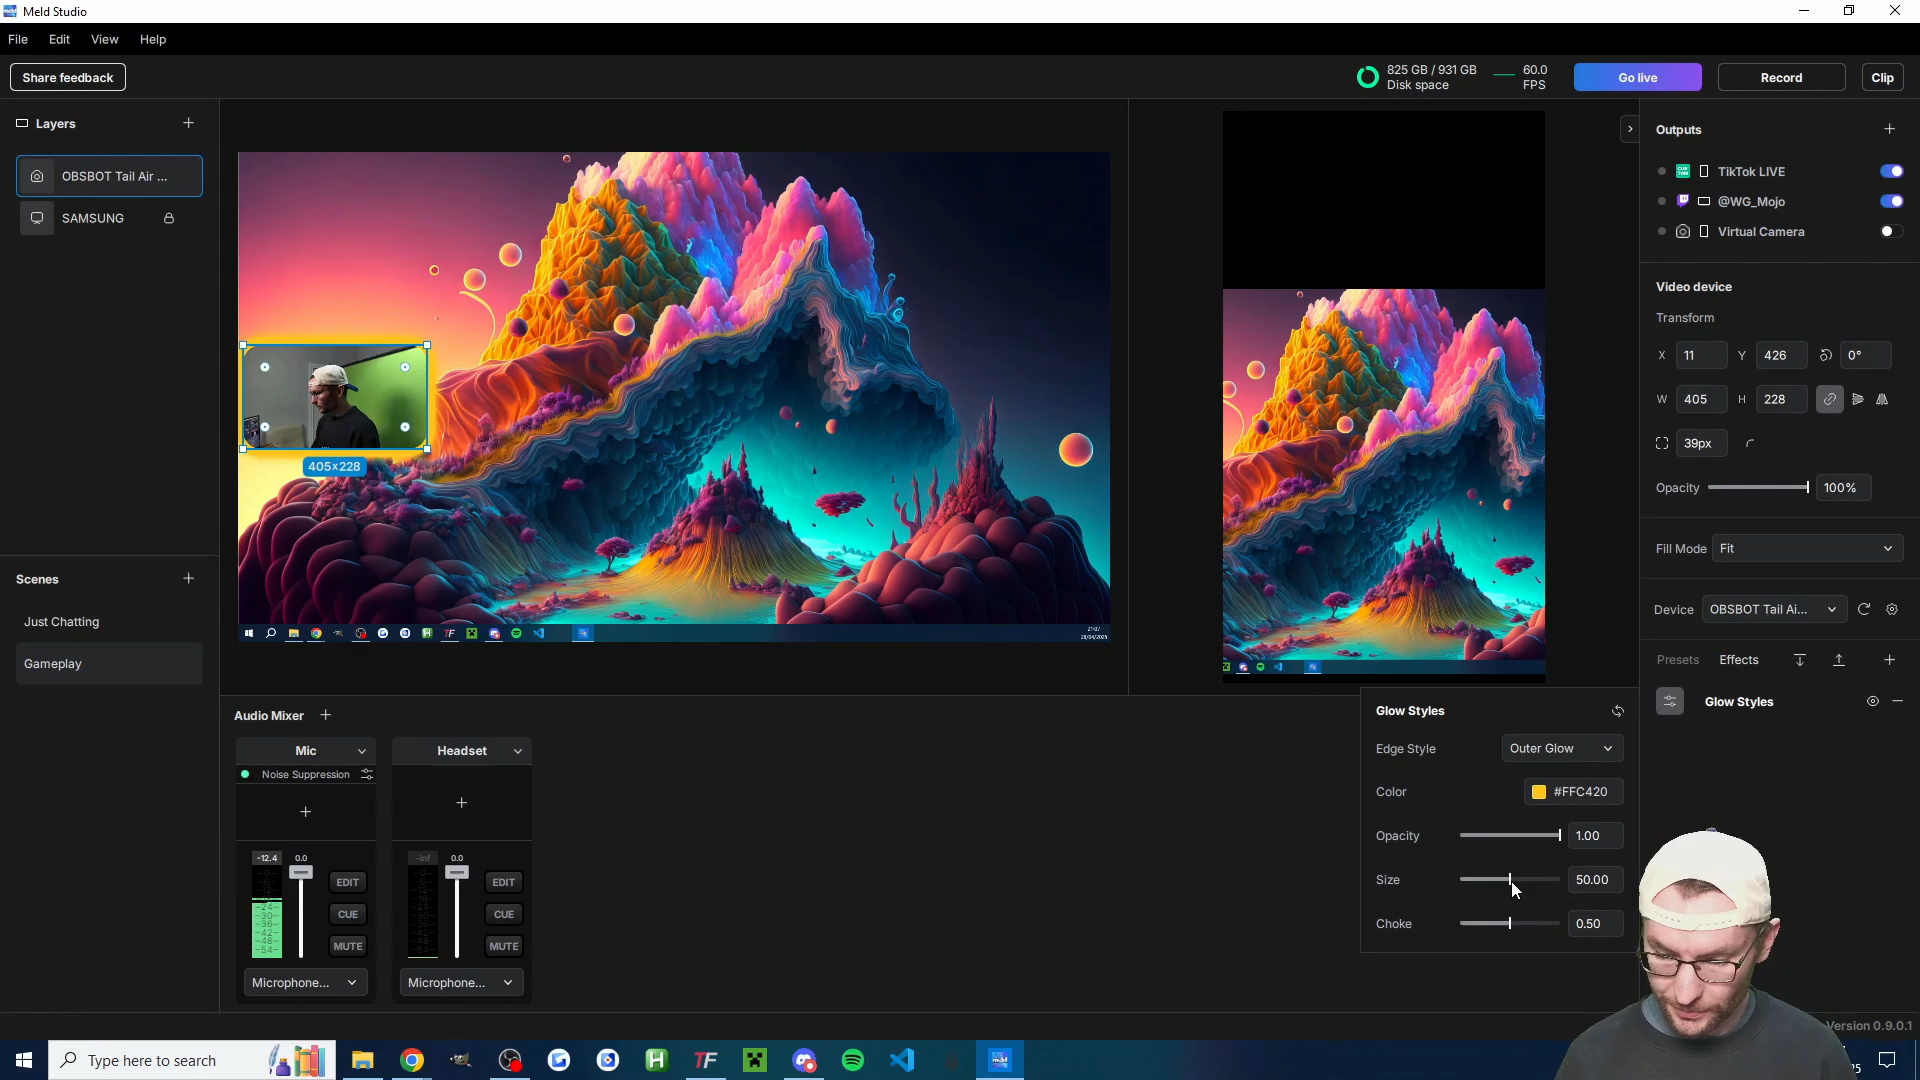 Meld Studio
File Edit View Help
Share feedback
825 GB / 931 GB
Disk space
60.0
FPS
Go live
Record
Clip
Layers
OBSBOT Tail Air ...
SAMSUNG
405×228
Outputs
TikTok LIVE
@WG_Mojo
Virtual Camera
Video device
Transform
X 11 Y 426 0°
W 405 H 228
39px
Opacity 100%
Fill Mode Fit
Device OBSBOT Tail Ai...
Presets Effects
Glow Styles
Scenes
Just Chatting
Gameplay
Audio Mixer
Mic
Noise Suppression
-12.4 0.0
EDIT
CUE
MUTE
Microphone...
Headset
-inf 0.0
EDIT
CUE
MUTE
Microphone...
Glow Styles
Edge Style Outer Glow
Color #FFC420
Opacity 1.00
Size 50.00
Choke 0.50
Version 0.9.0.1
Type here to search